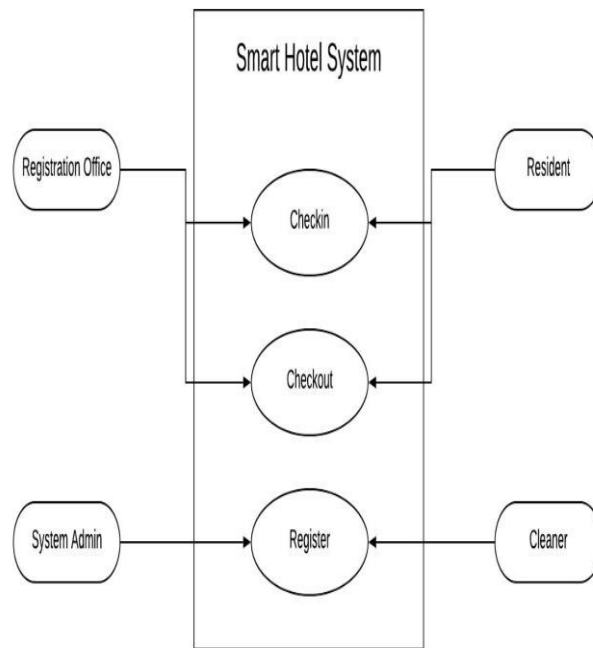 Smart Hotel System
Registration Office
Resident
Checkin
Checkout
System Admin
Register
Cleaner